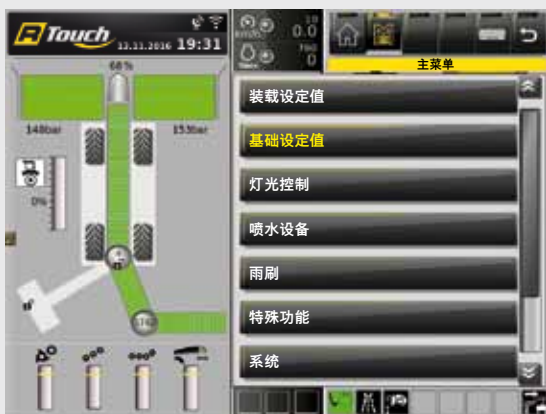 R Touch
12.11.2016 19:31
68%
148bar
153bar
0%
0.0
0
主菜单
装载设定值
基础设定值
灯光控制
喷水设备
雨刷
特殊功能
系统